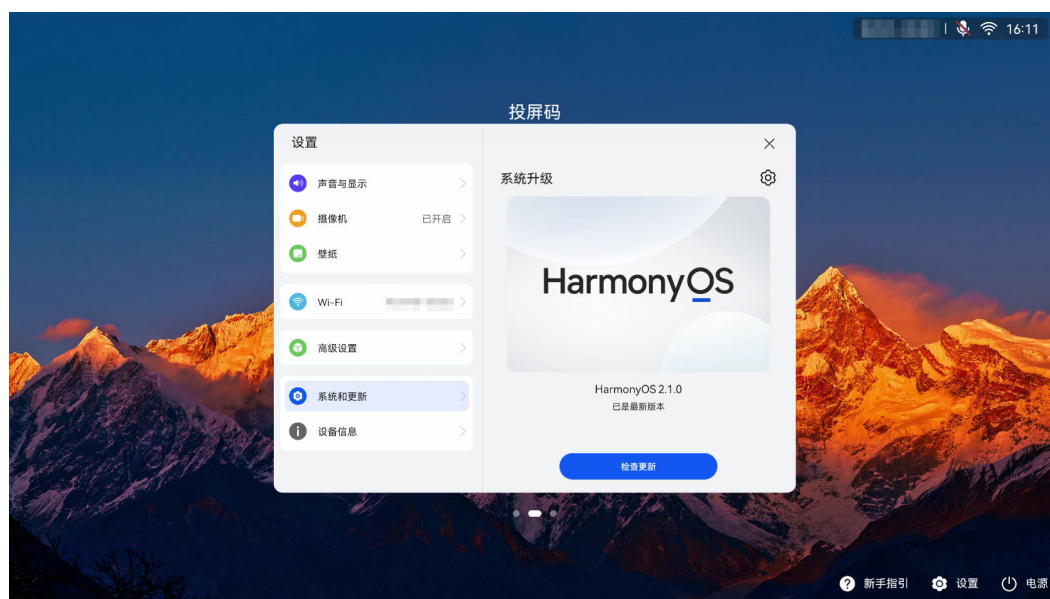 16:11
投屏码
设置
声音与显示
摄像机 已开启
壁纸
Wi-Fi
高级设置
系统和更新
设备信息
系统升级
HarmonyOS
HarmonyOS 2.1.0
已是最新版本
检查更新
新手指引 设置 电源